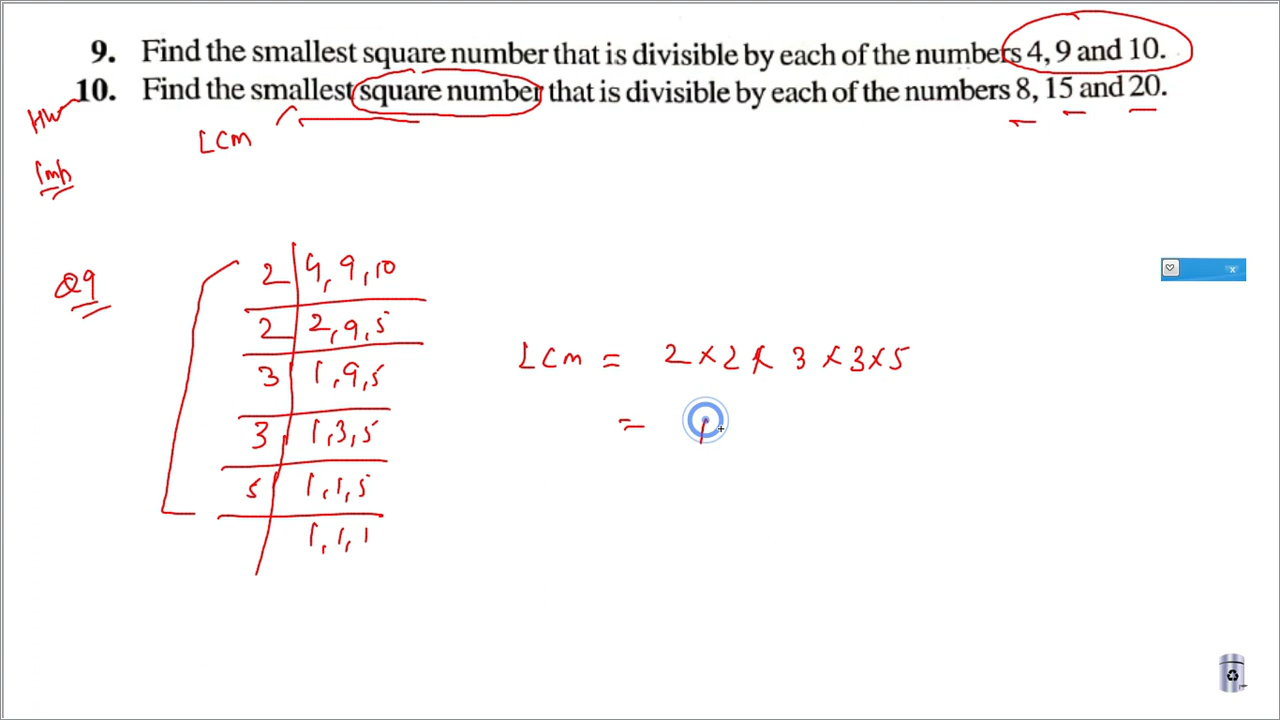 9. Find the smallest square number that is divisible by each of the numbers 4, 9 and 10.
10. Find the smallest square number that is divisible by each of the numbers 8, 15 and 20.
HW
LCM
Imp
Q9
2 | 4, 9, 10
2 | 2, 9, 5
3 | 1, 9, 5
3 | 1, 3, 5
5 | 1, 1, 5
1, 1, 1
LCM = 2 × 2 × 3 × 3 × 5
= 1